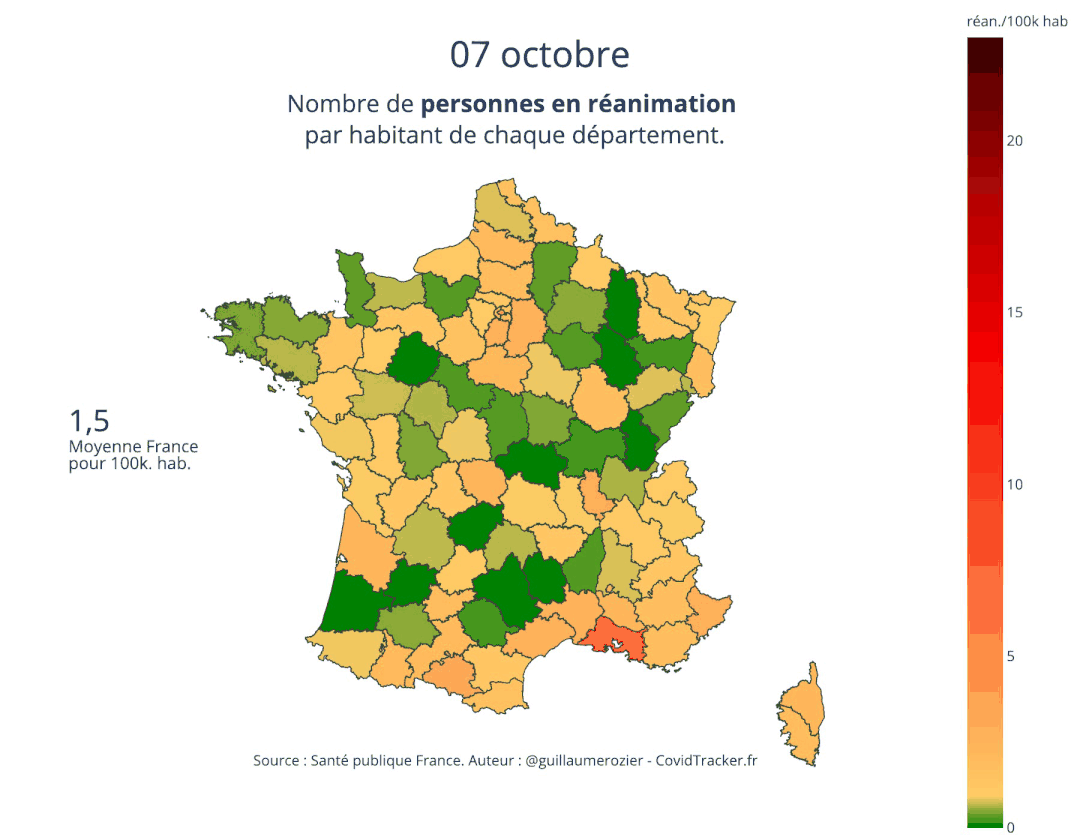 réan./100k hab
07 octobre
Nombre de personnes en réanimation
par habitant de chaque département.
20
15
10
5
0
1,5
Moyenne France
pour 100k. hab.
Source : Santé publique France. Auteur : @guillaumerozier - CovidTracker.fr